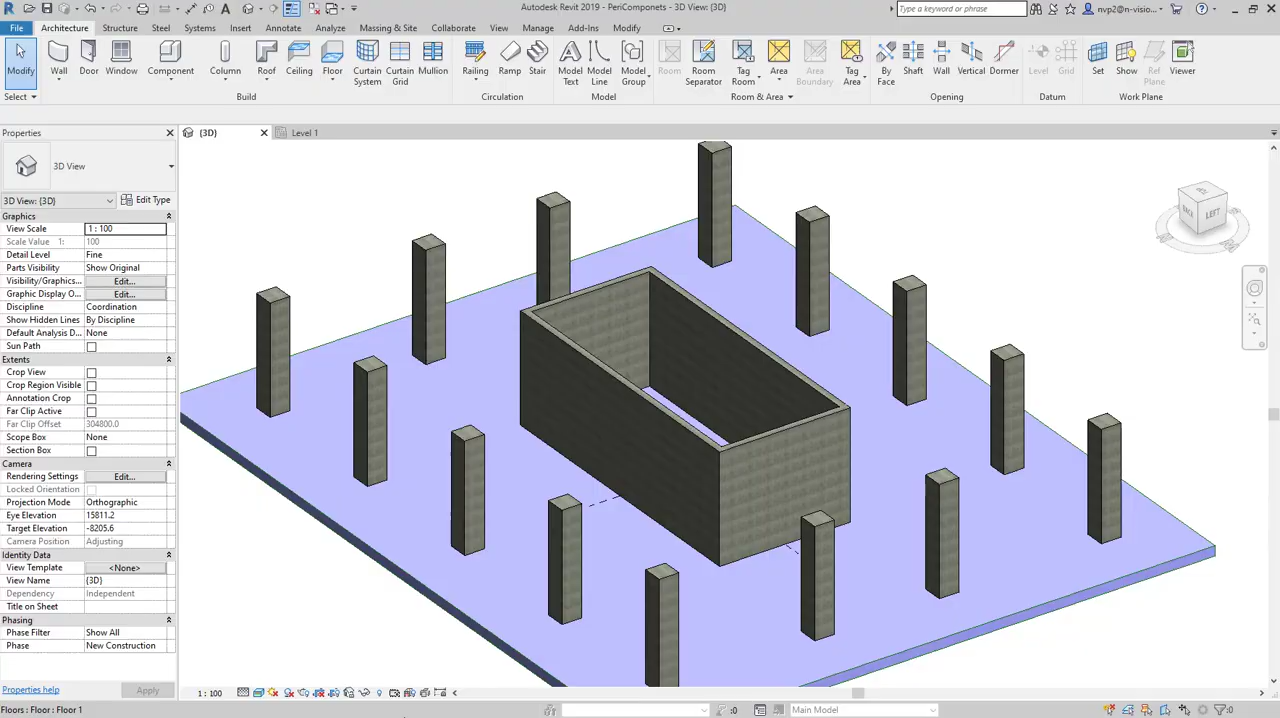 Autodesk Revit 2019 - PeriComponets - 3D View: {3D}
Type a keyword or phrase
nvp2@n-visio...
File
Architecture
Structure
Steel
Systems
Insert
Annotate
Analyze
Massing & Site
Collaborate
View
Manage
Add-Ins
Modify
Modify
Wall
Door
Window
Component
Column
Roof
Ceiling
Floor
Curtain System
Curtain Grid
Mullion
Railing
Ramp
Stair
Model Text
Model Line
Model Group
Room
Room Separator
Tag Room
Area
Area Boundary
Tag Area
By Face
Shaft
Wall
Vertical
Dormer
Level
Grid
Set
Show
Ref Plane
Viewer
Select
Build
Circulation
Model
Room & Area
Opening
Datum
Work Plane
Properties
{3D}
Level 1
3D View
3D View: {3D}
Edit Type
Graphics
View Scale 1 : 100
Scale Value 1: 100
Detail Level Fine
Parts Visibility Show Original
Visibility/Graphics... Edit...
Graphic Display O... Edit...
Discipline Coordination
Show Hidden Lines By Discipline
Default Analysis D... None
Sun Path
Extents
Crop View
Crop Region Visible
Annotation Crop
Far Clip Active
Far Clip Offset 304800.0
Scope Box None
Section Box
Camera
Rendering Settings Edit...
Locked Orientation
Projection Mode Orthographic
Eye Elevation 15811.2
Target Elevation -8205.6
Camera Position Adjusting
Identity Data
View Template <None>
View Name {3D}
Dependency Independent
Title on Sheet
Phasing
Phase Filter Show All
Phase New Construction
Properties help
Apply
TOP
BACK
LEFT
1 : 100
Floors : Floor : Floor 1
:0
Main Model
:0